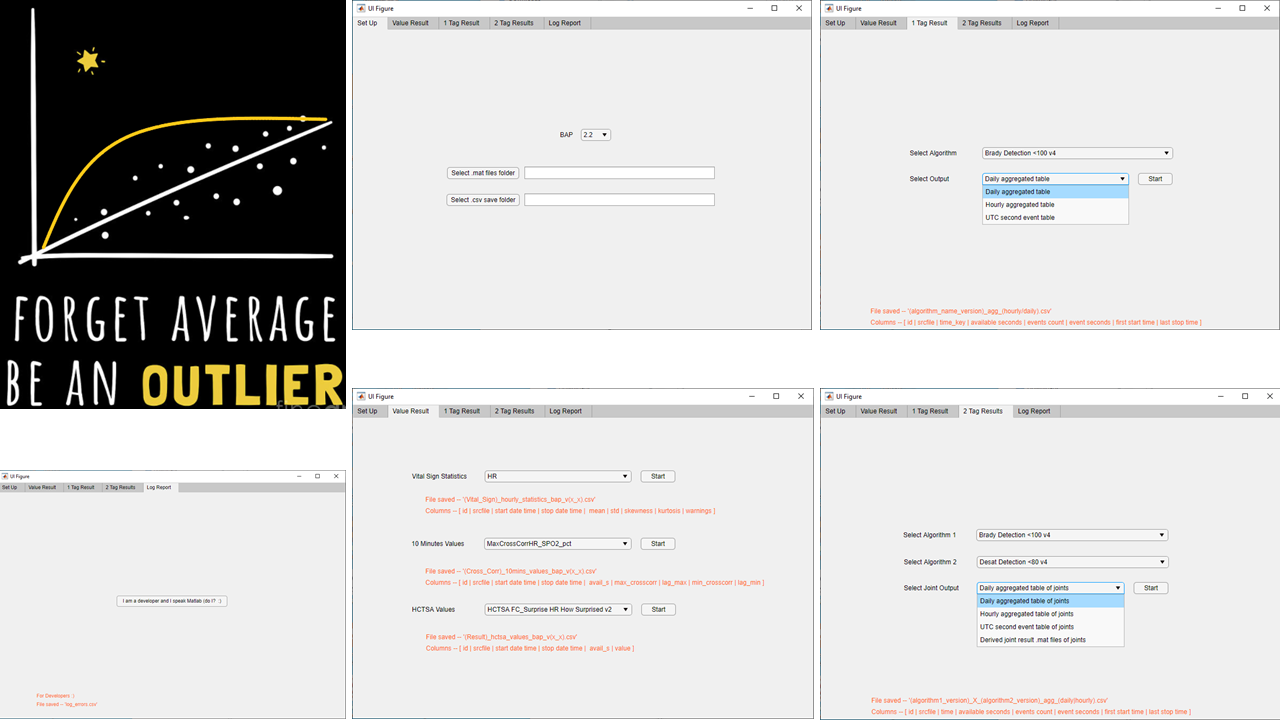 FORGET AVERAGE
BE AN OUTLIER
UI Figure
Set Up Value Result 1 Tag Result 2 Tag Results Log Report
BAP 2.2
Select .mat files folder
Select .csv save folder
UI Figure
Set Up Value Result 1 Tag Result 2 Tag Results Log Report
Select Algorithm Brady Detection <100 v4
Select Output Daily aggregated table Start
Daily aggregated table
Hourly aggregated table
UTC second event table
File saved -- '(algorithm_name_version)_agg_(hourly/daily).csv'
Columns -- [ id | srcfile | time_key | available seconds | events count | event seconds | first start time | last stop time ]
UI Figure
Set Up Value Result 1 Tag Result 2 Tag Results Log Report
I am a developer and I speak Matlab (do I? :)
For Developers :)
File saved -- 'log_errors.csv'
UI Figure
Set Up Value Result 1 Tag Result 2 Tag Results Log Report
Vital Sign Statistics HR Start
File saved -- '(Vital_Sign)_hourly_statistics_bap_v(x_x).csv'
Columns -- [ id | srcfile | start date time | stop date time | mean | std | skewness | kurtosis | warnings ]
10 Minutes Values MaxCrossCorrHR_SPO2_pct Start
File saved -- '(Cross_Corr)_10mins_values_bap_v(x_x).csv'
Columns -- [ id | srcfile | start date time | stop date time | avail_s | max_crosscorr | lag_max | min_crosscorr | lag_min ]
HCTSA Values HCTSA FC_Surprise HR How Surprised v2 Start
File saved -- '(Result)_hctsa_values_bap_v(x_x).csv'
Columns -- [ id | srcfile | start date time | stop date time | avail_s | value ]
UI Figure
Set Up Value Result 1 Tag Result 2 Tag Results Log Report
Select Algorithm 1 Brady Detection <100 v4
Select Algorithm 2 Desat Detection <80 v4
Select Joint Output Daily aggregated table of joints Start
Daily aggregated table of joints
Hourly aggregated table of joints
UTC second event table of joints
Derived joint result .mat files of joints
File saved -- '(algorithm1_version)_X_(algorithm2_version)_agg_(daily|hourly).csv'
Columns -- [ id | srcfile | time | available seconds | events count | event seconds | first start time | last stop time ]